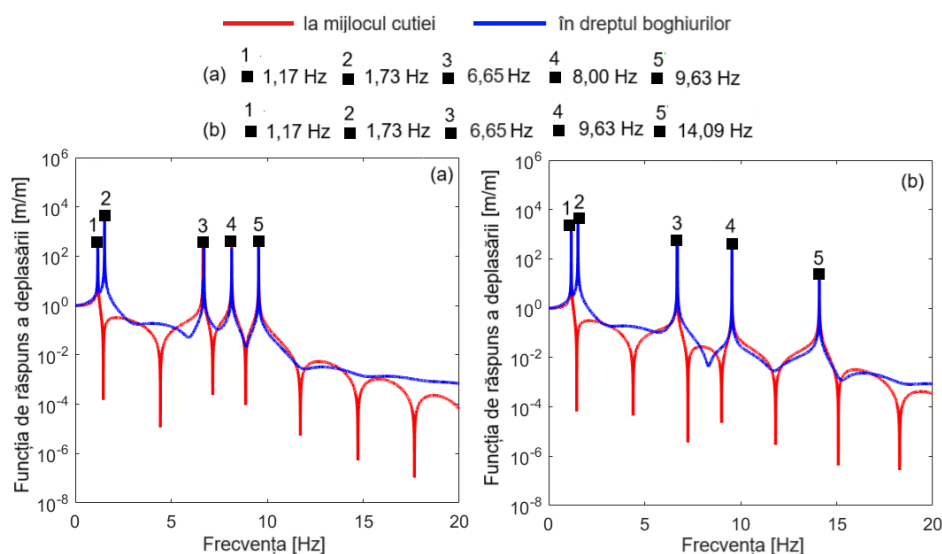 la mijlocul cutiei în dreptul boghiurilor
1 2 3 4 5
(a) 1,17 Hz 1,73 Hz 6,65 Hz 8,00 Hz 9,63 Hz
1 2 3 4 5
(b) 1,17 Hz 1,73 Hz 6,65 Hz 9,63 Hz 14,09 Hz
Funcția de răspuns a deplasării [m/m]
10^6
10^4
10^2
10^0
10^-2
10^-4
10^-6
10^-8
(a)
1 2 3 4 5
0 5 10 15 20
Frecvența [Hz]
Funcția de răspuns a deplasării [m/m]
10^6
10^4
10^2
10^0
10^-2
10^-4
10^-6
10^-8
(b)
1 2 3 4 5
0 5 10 15 20
Frecvența [Hz]